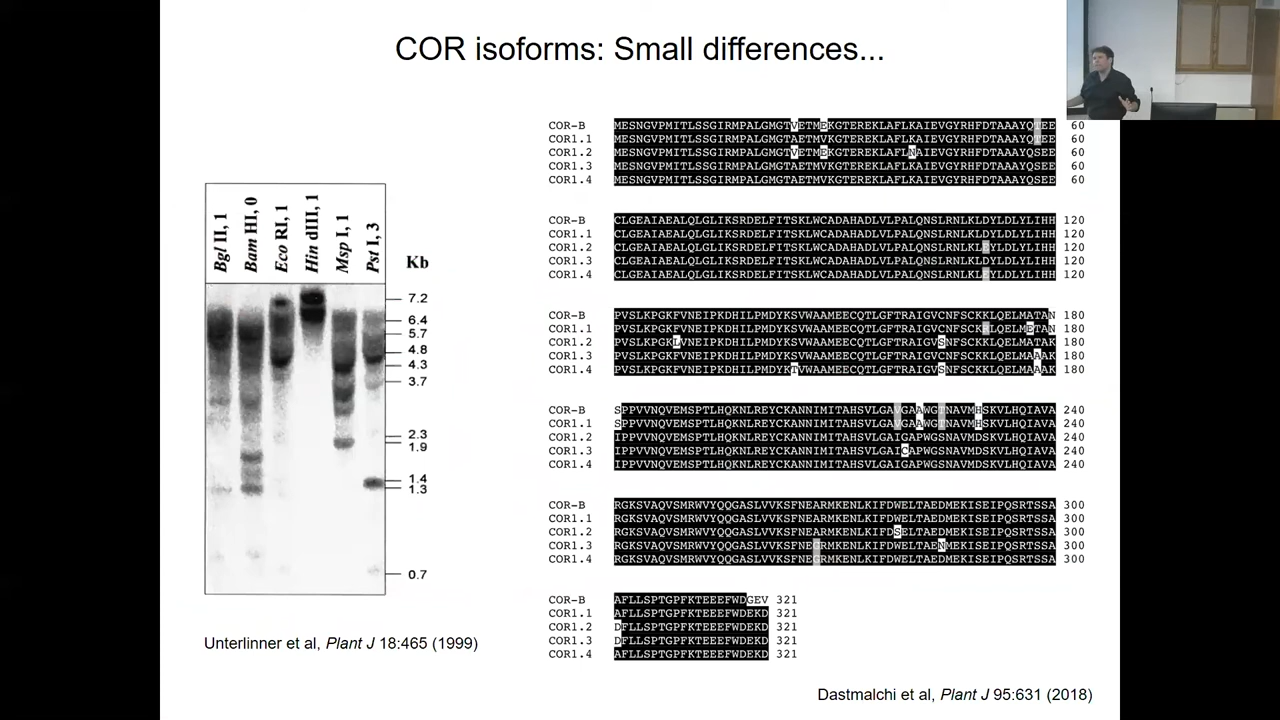 COR isoforms: Small differences...
Bgl II, 1
Bam HI, 0
Eco RI, 1
Hin dIII, 1
Msp I, 1
Pst I, 3
Kb
7.2
6.4
5.7
4.8
4.3
3.7
2.3
1.9
1.4
1.3
0.7
Unterlinner et al, Plant J 18:465 (1999)
COR-B MESNGVPMITLSSGIRMPALGMGTVETMEKGTEREKLAFLKAIEVGYRHFDTAAAYQTEE 60
COR1.1 MESNGVPMITLSSGIRMPALGMGTAETMVKGTEREKLAFLKAIEVGYRHFDTAAAYQTEE 60
COR1.2 MESNGVPMITLSSGIRMPALGMGTVETMEKGTEREKLAFLNAIEVGYRHFDTAAAYQSEE 60
COR1.3 MESNGVPMITLSSGIRMPALGMGTAETMVKGTEREKLAFLKAIEVGYRHFDTAAAYQSEE 60
COR1.4 MESNGVPMITLSSGIRMPALGMGTAETMVKGTEREKLAFLKAIEVGYRHFDTAAAYQSEE 60
COR-B CLGEAIAEALQLGLIKSRDELFITSKLWCADAHADLVLPALQNSLRNLKLDYLDLYLIHH 120
COR1.1 CLGEAIAEALQLGLIKSRDELFITSKLWCADAHADLVLPALQNSLRNLKLDYLDLYLIHH 120
COR1.2 CLGEAIAEALQLGLIKSRDELFITSKLWCADAHADLVLPALQNSLRNLKLEYLDLYLIHH 120
COR1.3 CLGEAIAEALQLGLIKSRDELFITSKLWCADAHADLVLPALQNSLRNLKLDYLDLYLIHH 120
COR1.4 CLGEAIAEALQLGLIKSRDELFITSKLWCADAHADLVLPALQNSLRNLKLEYLDLYLIHH 120
COR-B PVSLKPGKFVNEIPKDHILPMDYKSVWAAMEECQTLGFTRAIGVCNFSCKKLQELMATAN 180
COR1.1 PVSLKPGKFVNEIPKDHILPMDYKSVWAAMEECQTLGFTRAIGVCNFSCKKLQELMETAN 180
COR1.2 PVSLKPGKLVNEIPKDHILPMDYKSVWAAMEECQTLGFTRAIGVSNFSCKKLQELMATAK 180
COR1.3 PVSLKPGKFVNEIPKDHILPMDYKSVWAAMEECQTLGFTRAIGVCNFSCKKLQELMAAAK 180
COR1.4 PVSLKPGKFVNEIPKDHILPMDYKTVWAAMEECQTLGFTRAIGVSNFSCKKLQELMAAAK 180
COR-B SPPVVNQVEMSPTLHQKNLREYCKANNIMITAHSVLGAVGAAWGTNAVMHSKVLHQIAVA 240
COR1.1 SPPVVNQVEMSPTLHQKNLREYCKANNIMITAHSVLGAVGAAWGTNAVMHSKVLHQIAVA 240
COR1.2 IPPVVNQVEMSPTLHQKNLREYCKANNIMITAHSVLGAIGAPWGSNAVMDSKVLHQIAVA 240
COR1.3 IPPVVNQVEMSPTLHQKNLREYCKANNIMITAHSVLGAICAPWGSNAVMDSKVLHQIAVA 240
COR1.4 IPPVVNQVEMSPTLHQKNLREYCKANNIMITAHSVLGAIGAPWGSNAVMDSKVLHQIAVA 240
COR-B RGKSVAQVSMRWVYQQGASLVVKSFNEARMKENLKIFDWELTAEDMEKISEIPQSRTSSA 300
COR1.1 RGKSVAQVSMRWVYQQGASLVVKSFNEARMKENLKIFDWELTAEDMEKISEIPQSRTSSA 300
COR1.2 RGKSVAQVSMRWVYQQGASLVVKSFNEARMKENLKIFDSELTAEDMEKISEIPQSRTSSA 300
COR1.3 RGKSVAQVSMRWVYQQGASLVVKSFNEGRMKENLKIFDWELTAENMEKISEIPQSRTSSA 300
COR1.4 RGKSVAQVSMRWVYQQGASLVVKSFNEGRMKENLKIFDWELTAEDMEKISEIPQSRTSSA 300
COR-B AFLLSPTGPFKTEEEFWDGEV 321
COR1.1 AFLLSPTGPFKTEEEFWDEKD 321
COR1.2 DFLLSPTGPFKTEEEFWDEKD 321
COR1.3 DFLLSPTGPFKTEEEFWDEKD 321
COR1.4 AFLLSPTGPFKTEEEFWDEKD 321
Dastmalchi et al, Plant J 95:631 (2018)